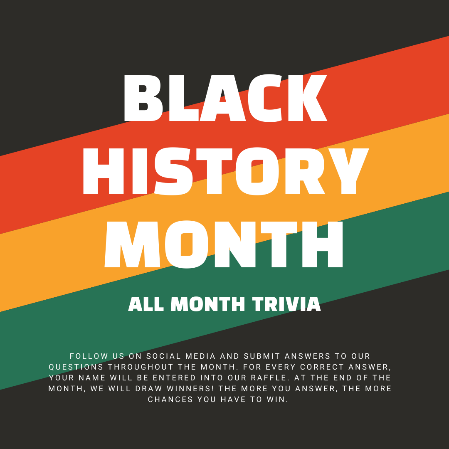 BLACK
HISTORY
MONTH
ALL MONTH TRIVIA
FOLLOW US ON SOCIAL MEDIA AND SUBMIT ANSWERS TO OUR
QUESTIONS THROUGHOUT THE MONTH. FOR EVERY CORRECT ANSWER,
YOUR NAME WILL BE ENTERED INTO OUR RAFFLE. AT THE END OF THE
MONTH, WE WILL DRAW WINNERS! THE MORE YOU ANSWER, THE MORE
CHANCES YOU HAVE TO WIN.